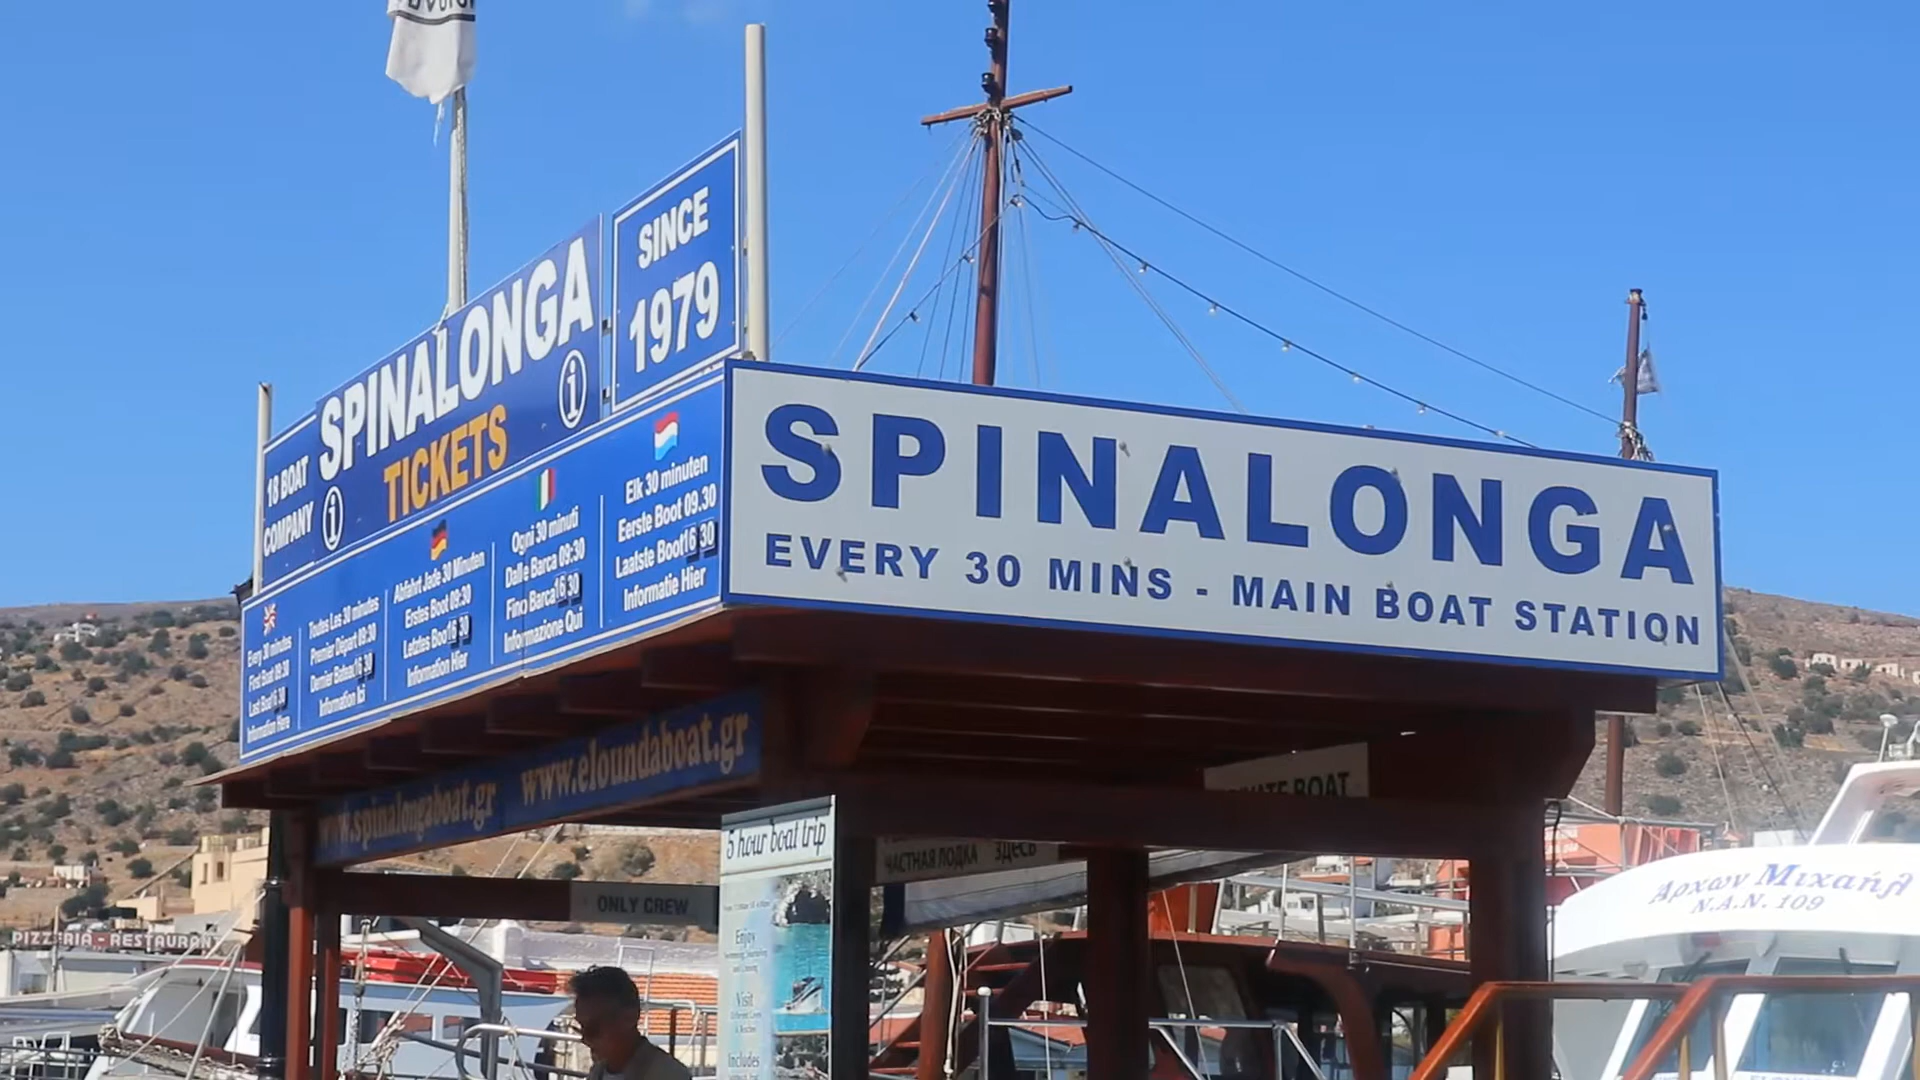 18 BOAT
COMPANY
SPINALONGA
TICKETS
i
i
SINCE
1979
Every 30 minutes
First Boat 09:30
Last Boat 16 30
Information Here
Toutes Les 30 minutes
Premier Départ 09:30
Dernier Bateau 16 30
Information Ici
Abfahrt Jade 30 Minuten
Erstes Boot 09:30
Letztes Boot 16 30
Information Hier
Ogni 30 minuti
Barca 09:30
Barca 16 30
Informazione Qui
Elk 30 minuten
Eerste Boot 09.30
Laatste Boot 16 30
Informatie Hier
SPINALONGA
EVERY 30 MINS - MAIN BOAT STATION
www.spinalongaboat.gr
www.eloundaboat.gr
BOAT
ЧАСТНАЯ ЛОДКА ЗДЕСЬ
5 hour boat trip
Enjoy
Visit
Includes
ONLY CREW
PIZZERIA - RESTAURANT
Αρχων Μιχαήλ
N.A.N. 109